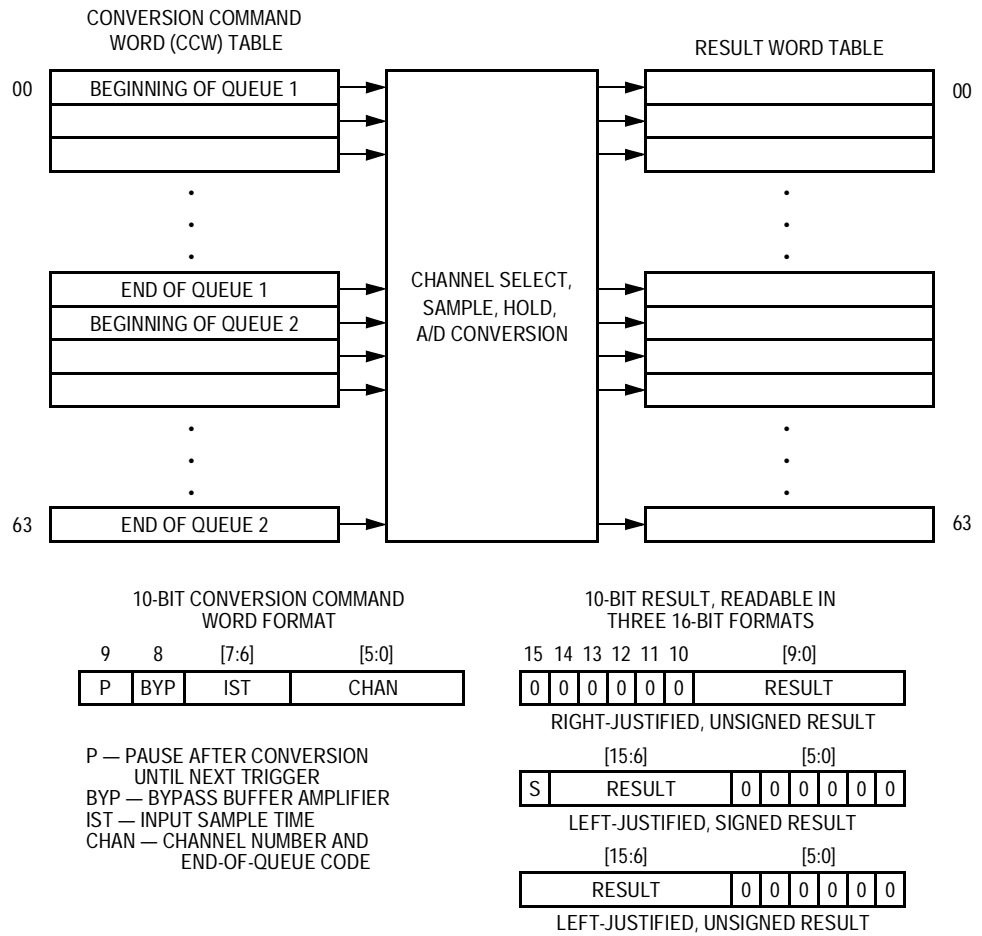 CONVERSION COMMAND
WORD (CCW) TABLE
RESULT WORD TABLE
00 BEGINNING OF QUEUE 1 00
CHANNEL SELECT,
SAMPLE, HOLD,
A/D CONVERSION
END OF QUEUE 1
BEGINNING OF QUEUE 2
63 END OF QUEUE 2 63
10-BIT CONVERSION COMMAND
WORD FORMAT
9 8 [7:6] [5:0]
P BYP IST CHAN
P — PAUSE AFTER CONVERSION
UNTIL NEXT TRIGGER
BYP — BYPASS BUFFER AMPLIFIER
IST — INPUT SAMPLE TIME
CHAN — CHANNEL NUMBER AND
END-OF-QUEUE CODE
10-BIT RESULT, READABLE IN
THREE 16-BIT FORMATS
15 14 13 12 11 10 [9:0]
0 0 0 0 0 0 RESULT
RIGHT-JUSTIFIED, UNSIGNED RESULT
[15:6] [5:0]
S RESULT 0 0 0 0 0 0
LEFT-JUSTIFIED, SIGNED RESULT
[15:6] [5:0]
RESULT 0 0 0 0 0 0
LEFT-JUSTIFIED, UNSIGNED RESULT